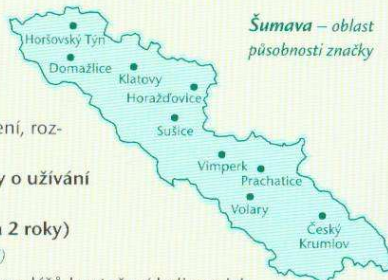 Šumava – oblast
působnosti značky
Horšovský Týn
Domažlice
Klatovy
Horažďovice
Sušice
Vimperk
Prachatice
Volary
Český
Krumlov
ení, roz-
y o užívání
a 2 roky)
)